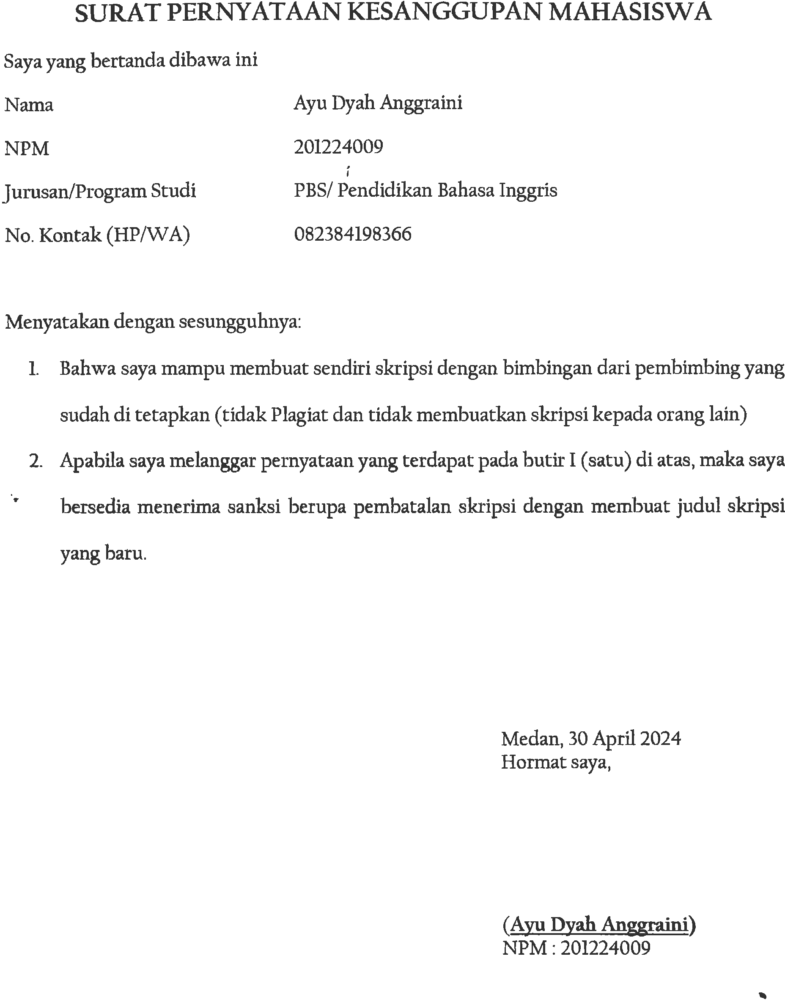 SURAT PERNYATAAN KESANGGUPAN MAHASISWA
Saya yang bertanda dibawa ini
Nama Ayu Dyah Anggraini
NPM 201224009
Jurusan/Program Studi PBS/ Pendidikan Bahasa Inggris
No. Kontak (HP/WA) 082384198366
Menyatakan dengan sesungguhnya:
1. Bahwa saya mampu membuat sendiri skripsi dengan bimbingan dari pembimbing yang
sudah di tetapkan (tidak Plagiat dan tidak membuatkan skripsi kepada orang lain)
2. Apabila saya melanggar pernyataan yang terdapat pada butir I (satu) di atas, maka saya
bersedia menerima sanksi berupa pembatalan skripsi dengan membuat judul skripsi
yang baru.
Medan, 30 April 2024
Hormat saya,
(Ayu Dyah Anggraini)
NPM : 201224009